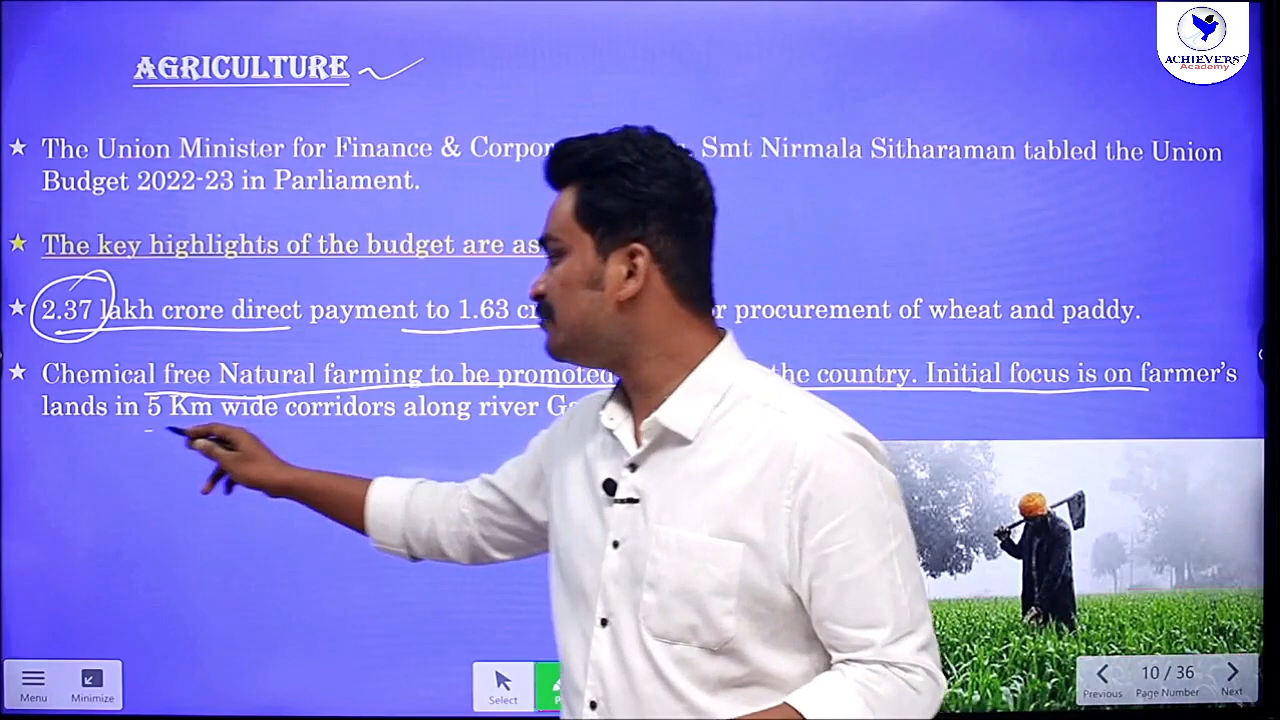 ACHIEVERS
Academy
AGRICULTURE
The Union Minister for Finance & Smt Nirmala Sitharaman tabled the Union
Budget 2022-23 in Parliament.
The key highlights of the budget are as
2.37 lakh crore direct payment to 1.63 procurement of wheat and paddy.
Chemical free Natural farming to be promoted the country. Initial focus is on farmer's
lands in 5 Km wide corridors along river
Menu
Minimize
Select
Previous
10 / 36
Page Number
Next